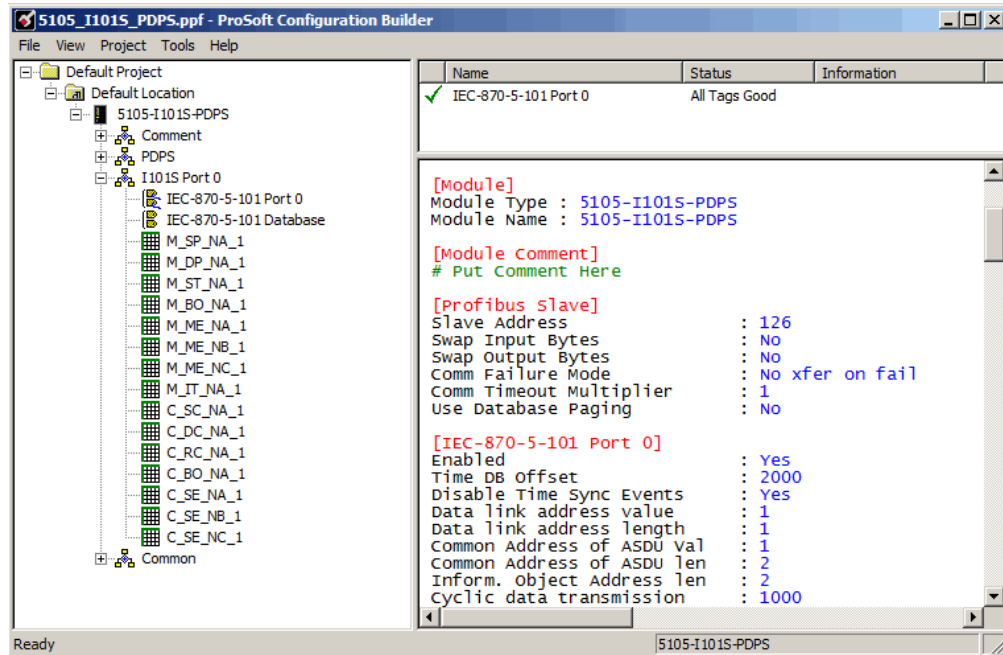 5105_I101S_PDPS.ppf - ProSoft Configuration Builder
File View Project Tools Help
Default Project
Default Location
5105-I101S-PDPS
Comment
PDPS
I101S Port 0
IEC-870-5-101 Port 0
IEC-870-5-101 Database
M_SP_NA_1
M_DP_NA_1
M_ST_NA_1
M_BO_NA_1
M_ME_NA_1
M_ME_NB_1
M_ME_NC_1
M_IT_NA_1
C_SC_NA_1
C_DC_NA_1
C_RC_NA_1
C_BO_NA_1
C_SE_NA_1
C_SE_NB_1
C_SE_NC_1
Common
Name Status Information
IEC-870-5-101 Port 0 All Tags Good
[Module]
Module Type : 5105-I101S-PDPS
Module Name : 5105-I101S-PDPS
[Module Comment]
# Put Comment Here
[Profibus Slave]
Slave Address : 126
Swap Input Bytes : No
Swap Output Bytes : No
Comm Failure Mode : No xfer on fail
Comm Timeout Multiplier : 1
Use Database Paging : No
[IEC-870-5-101 Port 0]
Enabled : Yes
Time DB Offset : 2000
Disable Time Sync Events : Yes
Data link address value : 1
Data link address length : 1
Common Address of ASDU Val : 1
Common Address of ASDU len : 2
Inform. Object Address len : 2
Cyclic data transmission : 1000
Ready
5105-I101S-PDPS